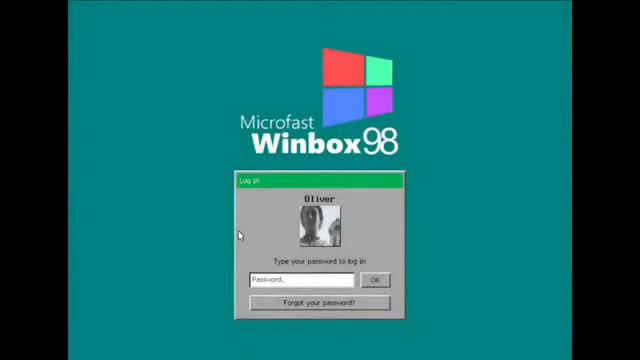 Microfast
Winbox98
Log in
Oliver
Type your password to log in:
Password...
OK
Forgot your password?